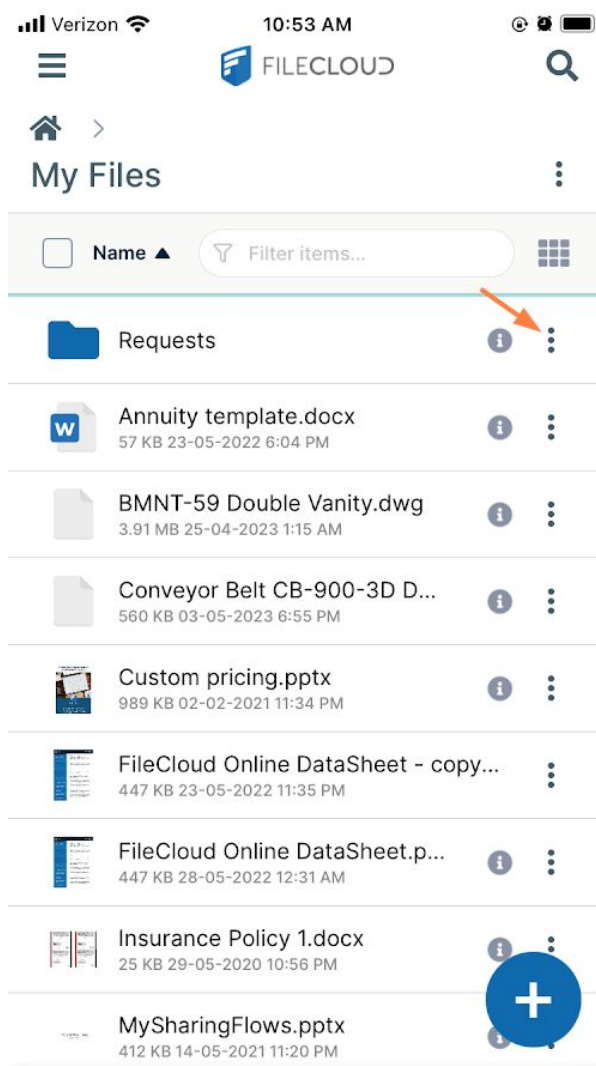 Verizon 10:53 AM
FILECLOUD
My Files
Name Filter items...
Requests
Annuity template.docx
57 KB 23-05-2022 6:04 PM
BMNT-59 Double Vanity.dwg
3.91 MB 25-04-2023 1:15 AM
Conveyor Belt CB-900-3D D...
560 KB 03-05-2023 6:55 PM
Custom pricing.pptx
989 KB 02-02-2021 11:34 PM
FileCloud Online DataSheet - copy...
447 KB 23-05-2022 11:35 PM
FileCloud Online DataSheet.p...
447 KB 28-05-2022 12:31 AM
Insurance Policy 1.docx
25 KB 29-05-2020 10:56 PM
MySharingFlows.pptx
412 KB 14-05-2021 11:20 PM